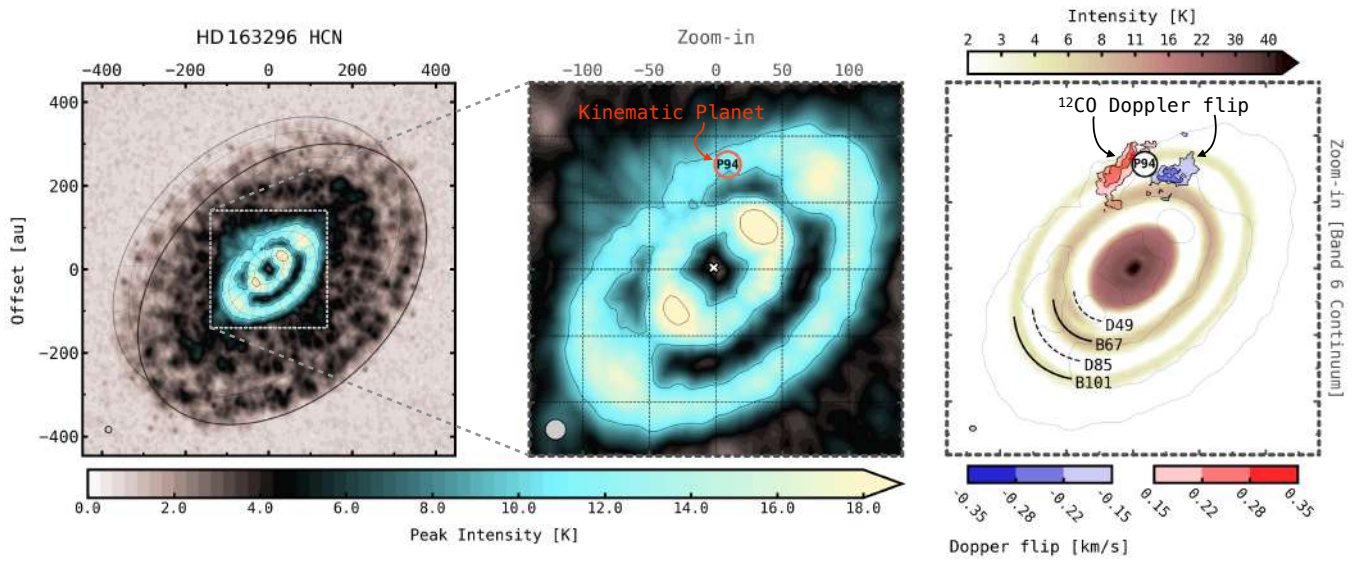 HD 163296 HCN
−400 −200 0 200 400
400
200
0
−200
−400
Offset [au]
Zoom-in
−100 −50 0 50 100
Kinematic Planet
P94
Intensity [K]
2 3 4 6 8 11 16 22 30 40
¹²CO Doppler flip
P94
D49
B67
D85
B101
Zoom-in [Band 6 Continuum]
0.0 2.0 4.0 6.0 8.0 10.0 12.0 14.0 16.0 18.0
Peak Intensity [K]
-0.35 -0.28 -0.22 -0.15 0.15 0.22 0.28 0.35
Dopper flip [km/s]